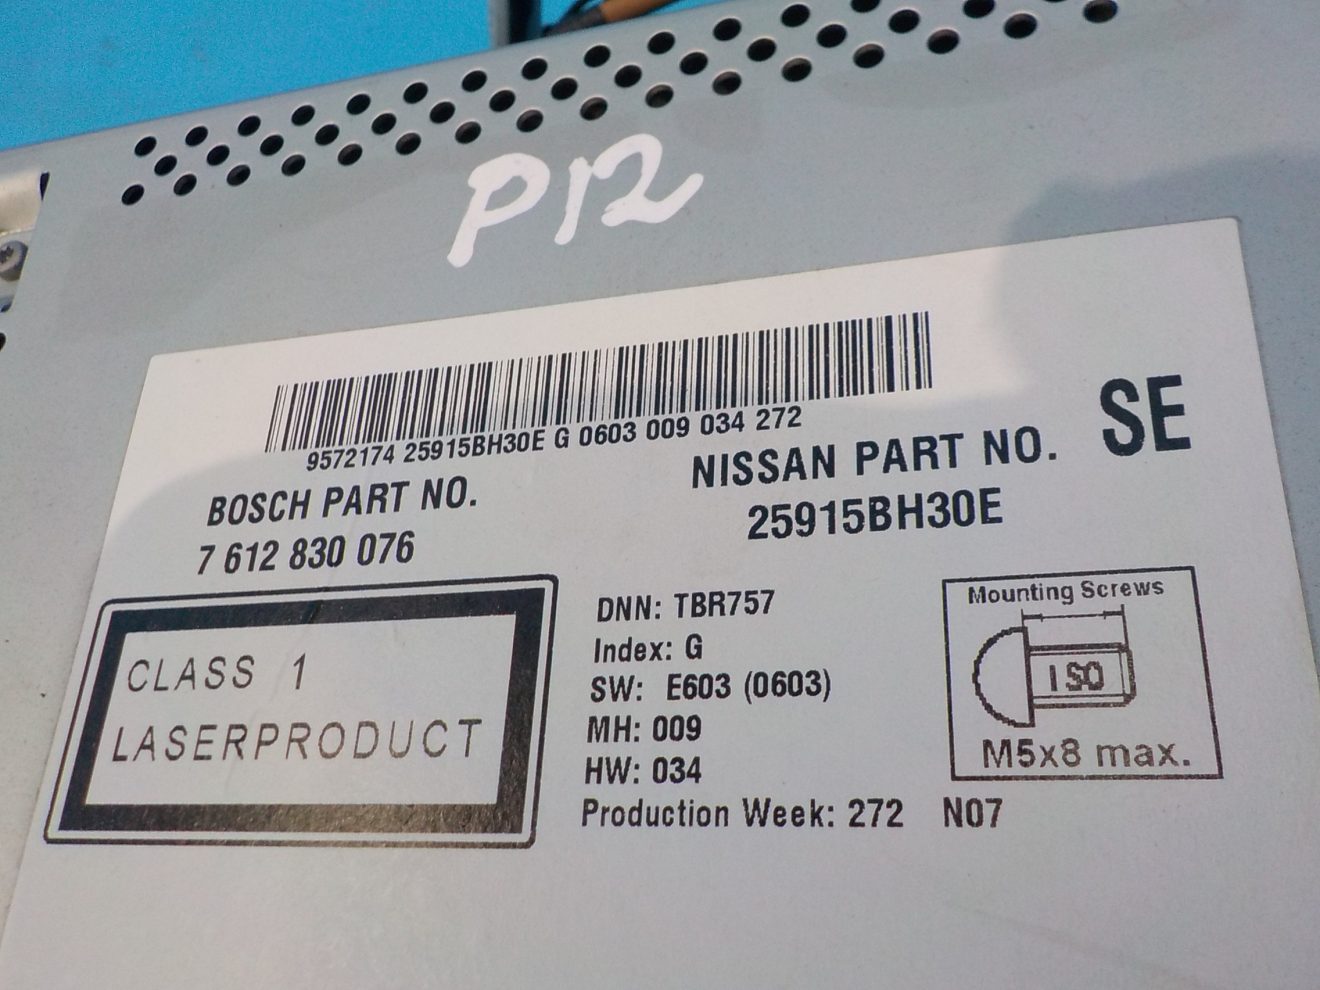 P12
9572174 25915BH30E G 0603 009 034 272
BOSCH PART NO.
7 612 830 076
NISSAN PART NO.
25915BH30E
SE
CLASS 1
LASERPRODUCT
DNN: TBR757
Index: G
SW: E603 (0603)
MH: 009
HW: 034
Production Week: 272 N07
Mounting Screws
ISO
M5x8 max.